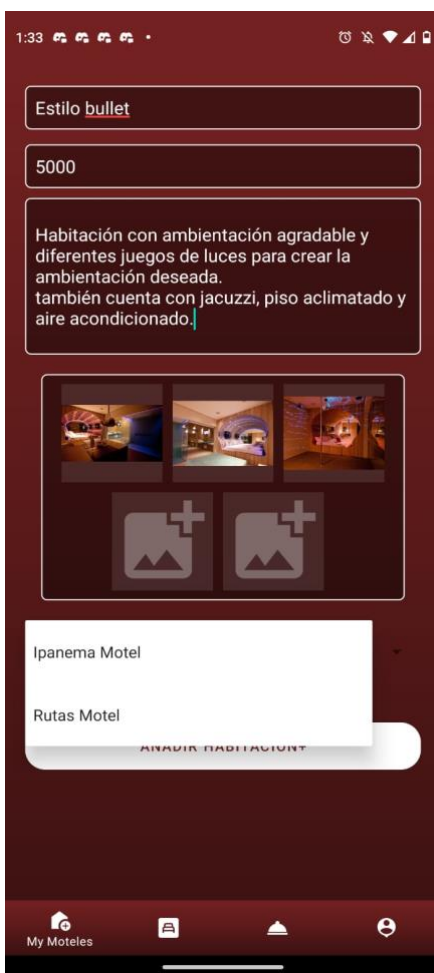 1:33
Estilo bullet
5000
Habitación con ambientación agradable y
diferentes juegos de luces para crear la
ambientación deseada.
también cuenta con jacuzzi, piso aclimatado y
aire acondicionado.
Ipanema Motel
Rutas Motel
AÑADIR HABITACIÓN+
My Moteles